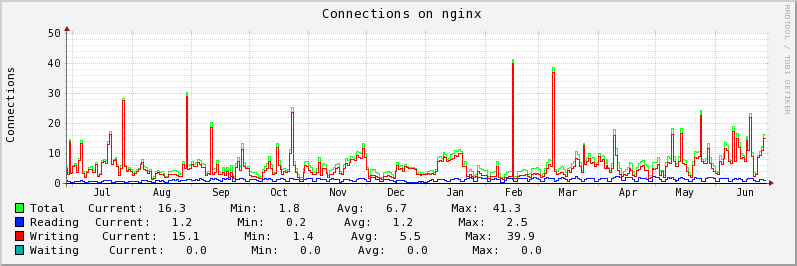 Connections on nginx
RRDTOOL / TOBI OETIKER
Connections
50
40
30
20
10
0
Jul Aug Sep Oct Nov Dec Jan Feb Mar Apr May Jun
Total Current: 16.3 Min: 1.8 Avg: 6.7 Max: 41.3
Reading Current: 1.2 Min: 0.2 Avg: 1.2 Max: 2.5
Writing Current: 15.1 Min: 1.4 Avg: 5.5 Max: 39.9
Waiting Current: 0.0 Min: 0.0 Avg: 0.0 Max: 0.0